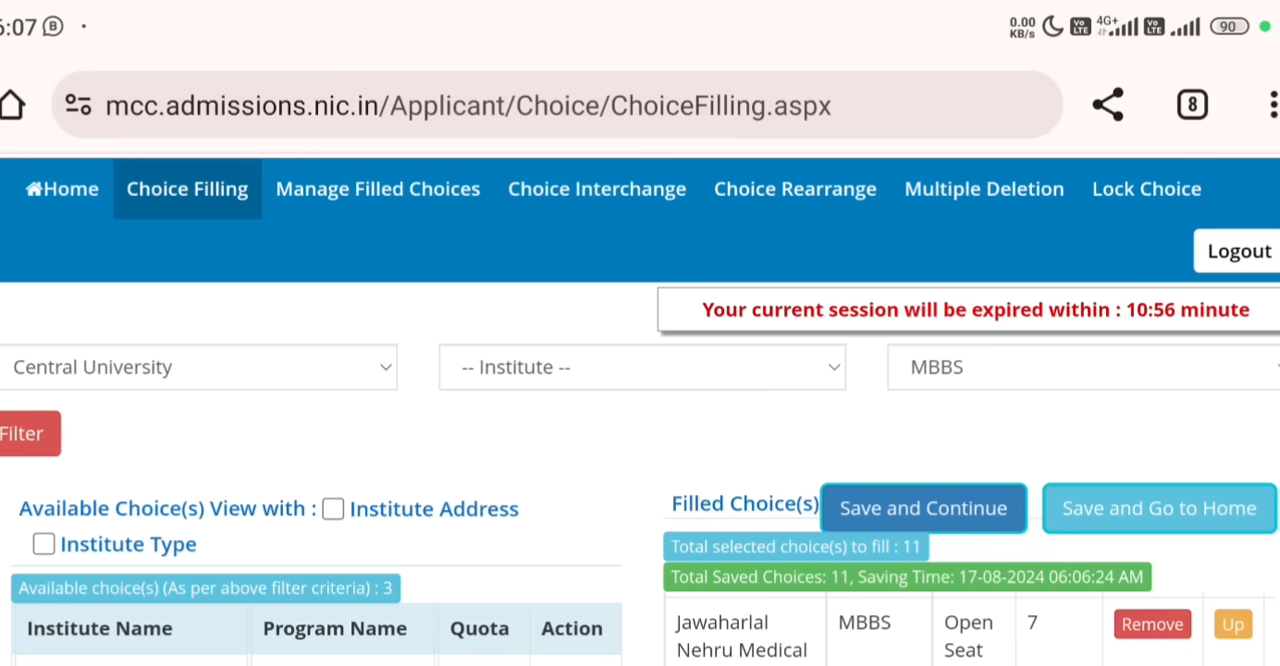 6:07 B
0.00 KB/s Vo LTE 4G+ Vo LTE 90
mcc.admissions.nic.in/Applicant/Choice/ChoiceFilling.aspx
8
Home Choice Filling Manage Filled Choices Choice Interchange Choice Rearrange Multiple Deletion Lock Choice
Logout
Your current session will be expired within : 10:56 minute
Central University -- Institute -- MBBS
Filter
Available Choice(s) View with : Institute Address
Institute Type
Available choice(s) (As per above filter criteria) : 3
Institute Name Program Name Quota Action
Filled Choice(s) Save and Continue Save and Go to Home
Total selected choice(s) to fill : 11
Total Saved Choices: 11, Saving Time: 17-08-2024 06:06:24 AM
Jawaharlal MBBS Open 7 Remove Up
Nehru Medical Seat